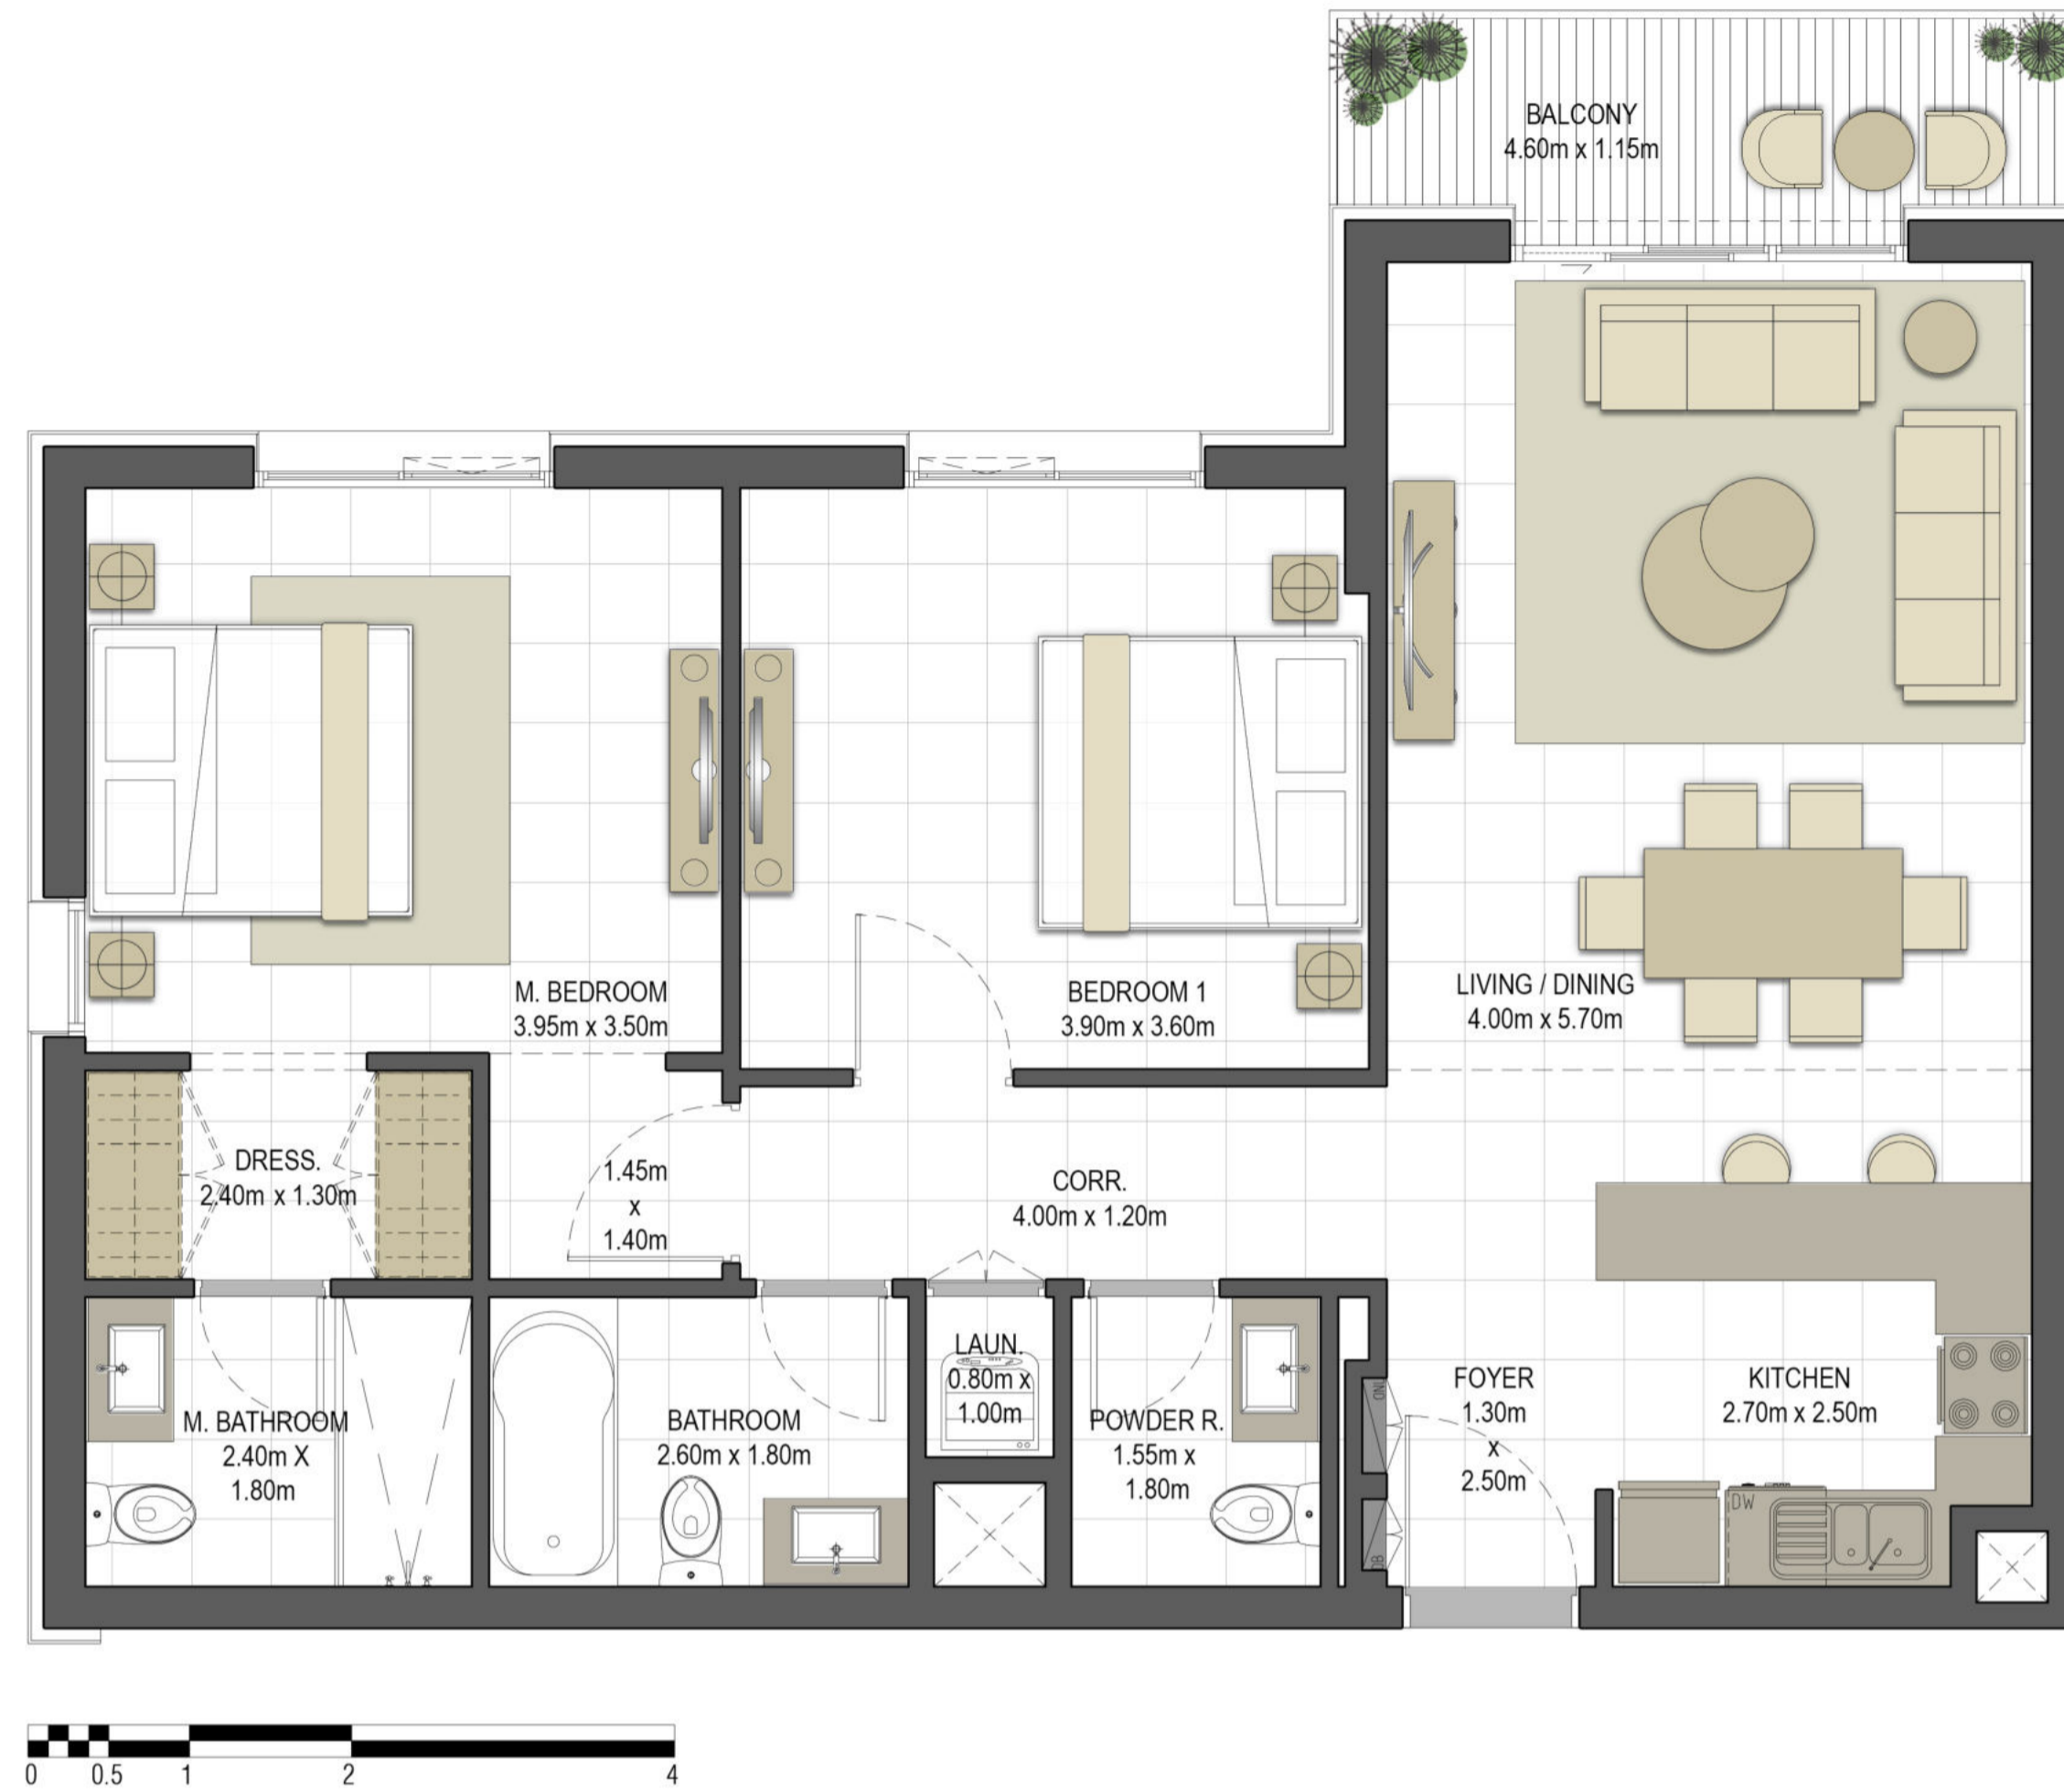 BALCONY
4.60m x 1.15m
M. BEDROOM
3.95m x 3.50m
BEDROOM 1
3.90m x 3.60m
LIVING / DINING
4.00m x 5.70m
DRESS.
2.40m x 1.30m
1.45m
x
1.40m
CORR.
4.00m x 1.20m
M. BATHROOM
2.40m X
1.80m
BATHROOM
2.60m x 1.80m
LAUN.
0.80m x
1.00m
POWDER R.
1.55m x
1.80m
FOYER
1.30m
x
2.50m
KITCHEN
2.70m x 2.50m
DW
DB
0 0.5 1 2 4